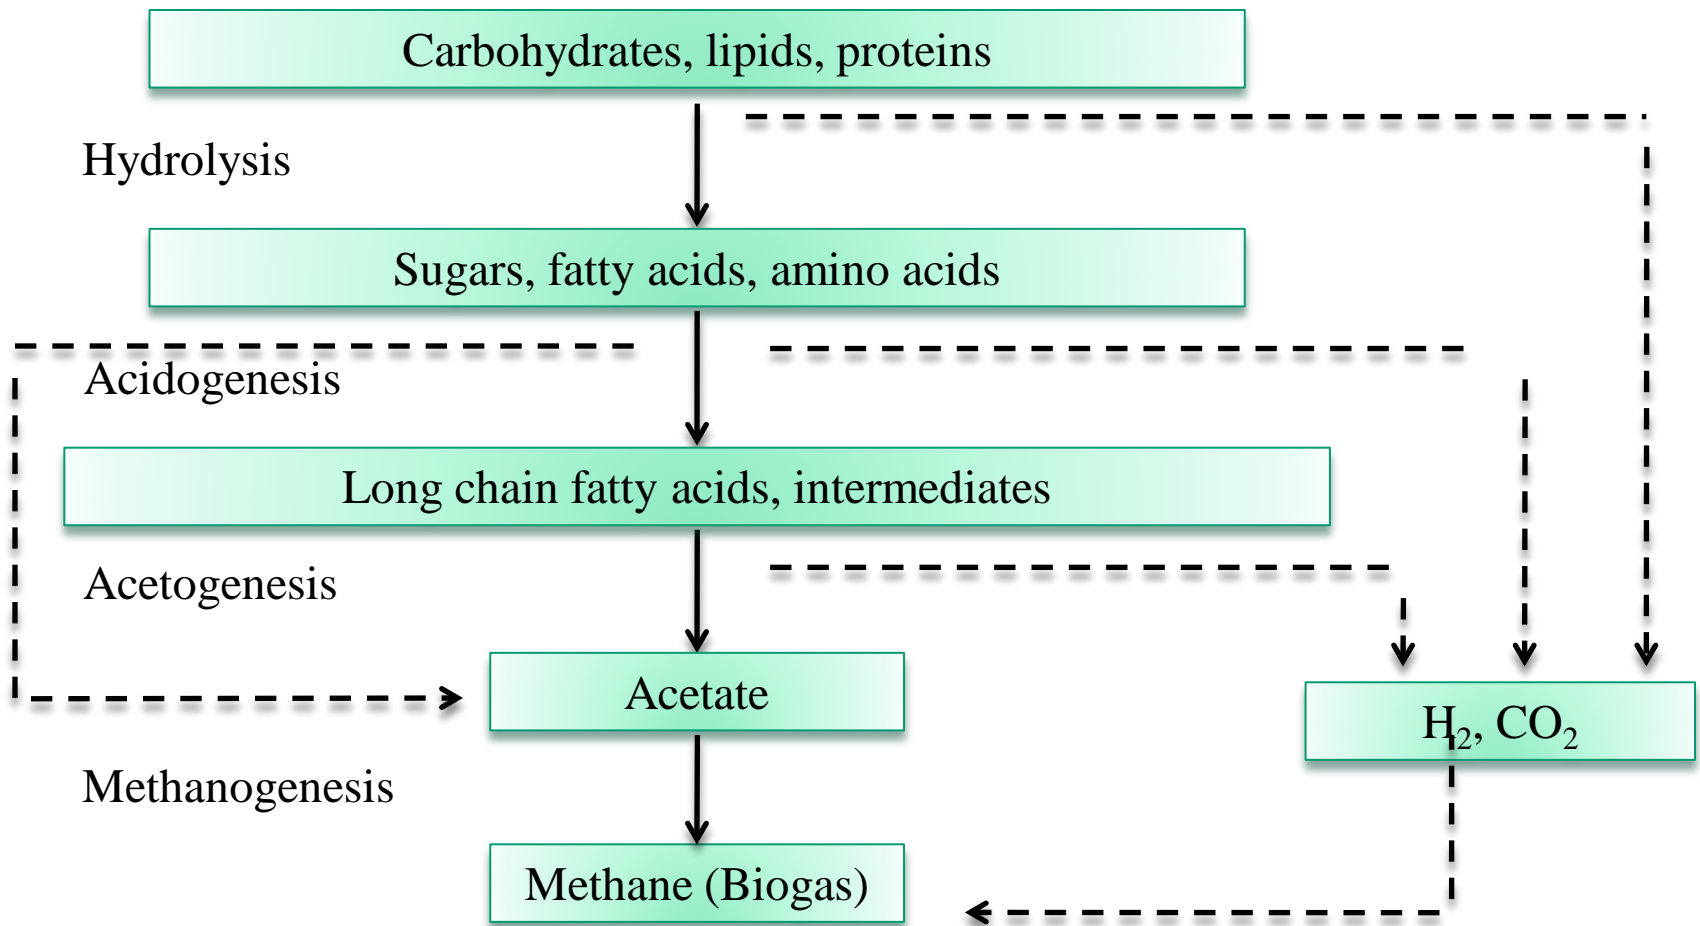 Carbohydrates, lipids, proteins
Hydrolysis
Sugars, fatty acids, amino acids
Acidogenesis
Long chain fatty acids, intermediates
Acetogenesis
Acetate
H₂, CO₂
Methanogenesis
Methane (Biogas)